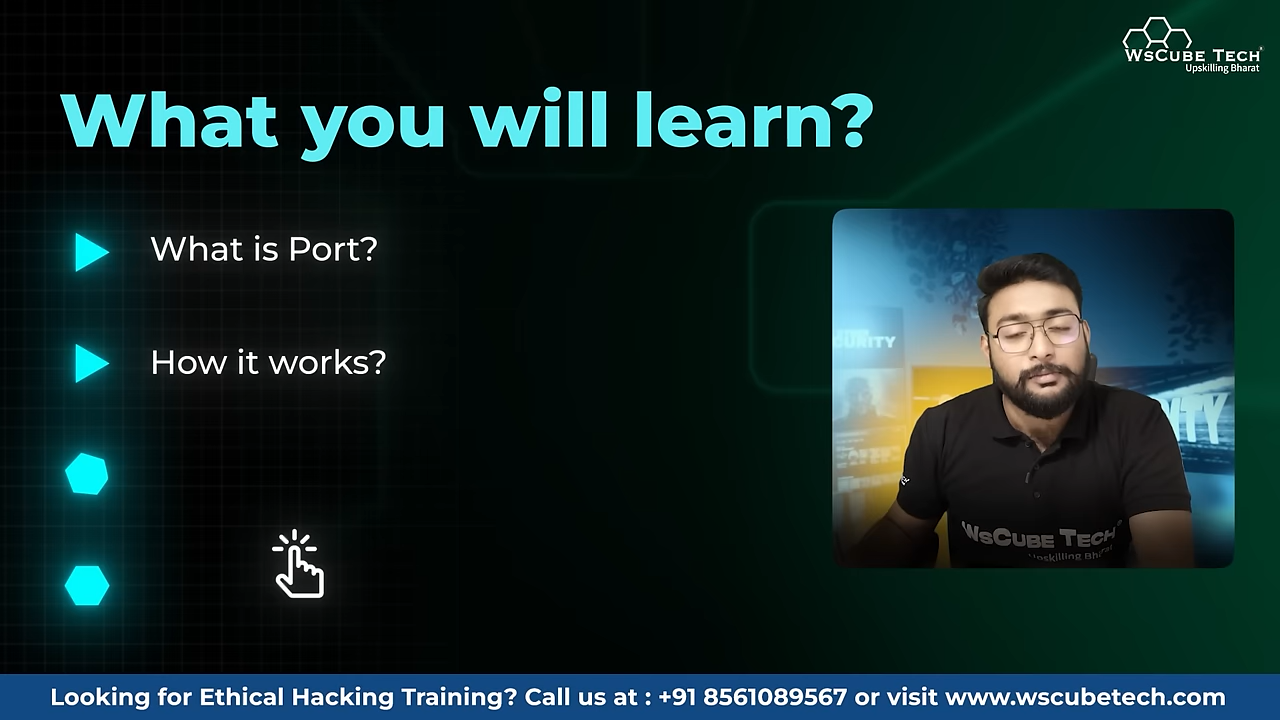 WsCube Tech
Upskilling Bharat
What you will learn?
What is Port?
How it works?
CURITY
WsCube Tech
Upskilling Bharat
Looking for Ethical Hacking Training? Call us at : +91 8561089567 or visit www.wscubetech.com